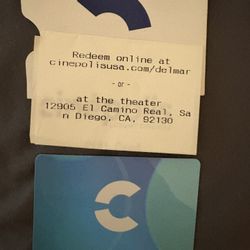 Redeem online at
cinepolisusa.com/delmar
- or -
at the theater
12905 El Camino Real, Sa
n Diego, CA. 92130